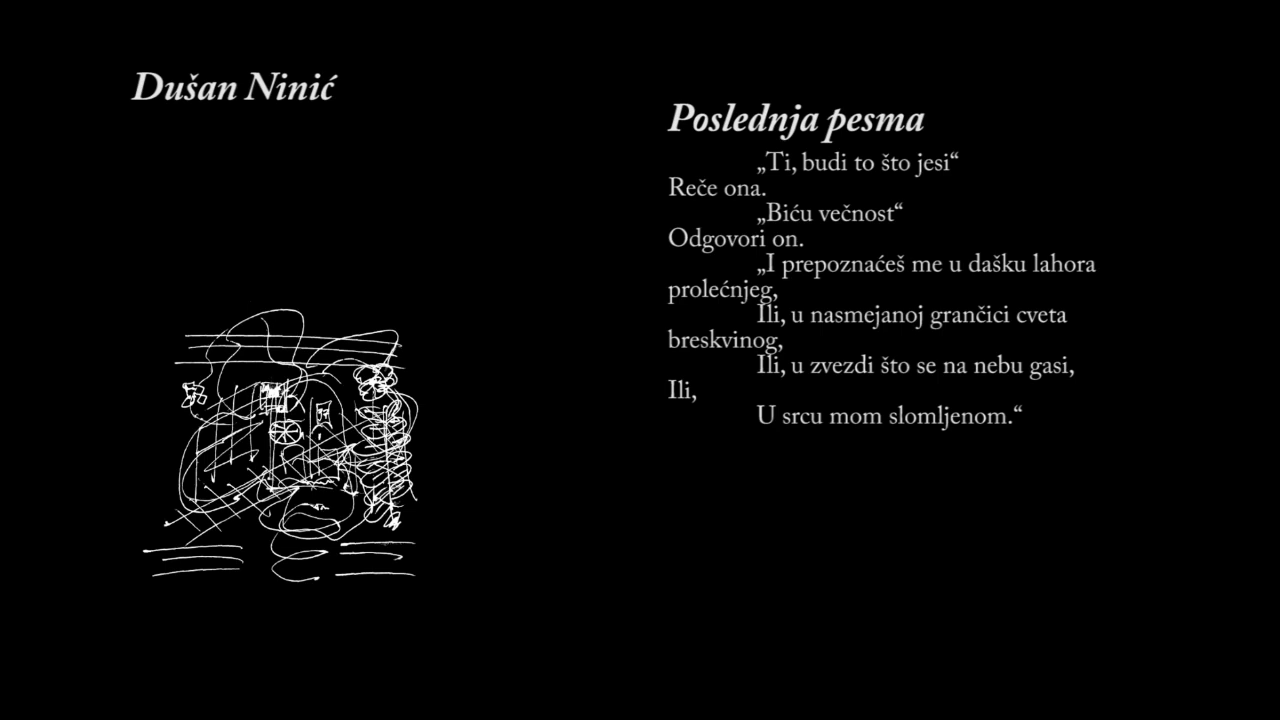 Dušan Ninić
Poslednja pesma
„Ti, budi to što jesi“
Reče ona.
„Biću večnost“
Odgovori on.
„I prepoznaćeš me u dašku lahora
prolećnjeg,
Ili, u nasmejanoj grančici cveta
breskvinog,
Ili, u zvezdi što se na nebu gasi,
Ili,
U srcu mom slomljenom.“